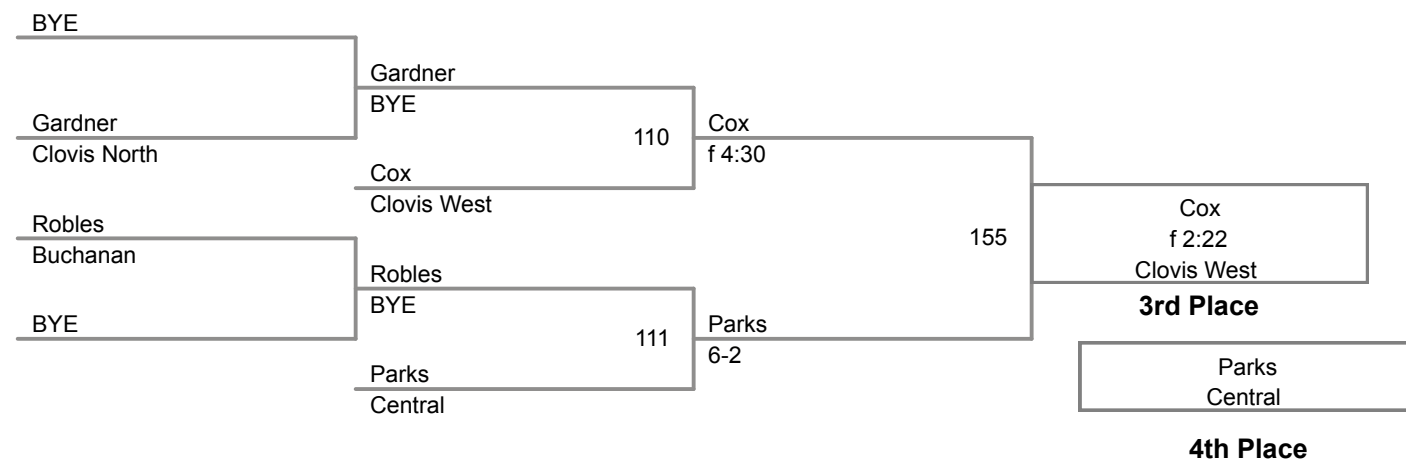 BYE
Gardner
BYE
Gardner
Clovis North
110
Cox
f 4:30
Cox
Clovis West
Robles
Buchanan
155
Cox
f 2:22
Clovis West
3rd Place
Robles
BYE
BYE
111
Parks
6-2
Parks
Central
Parks
Central
4th Place